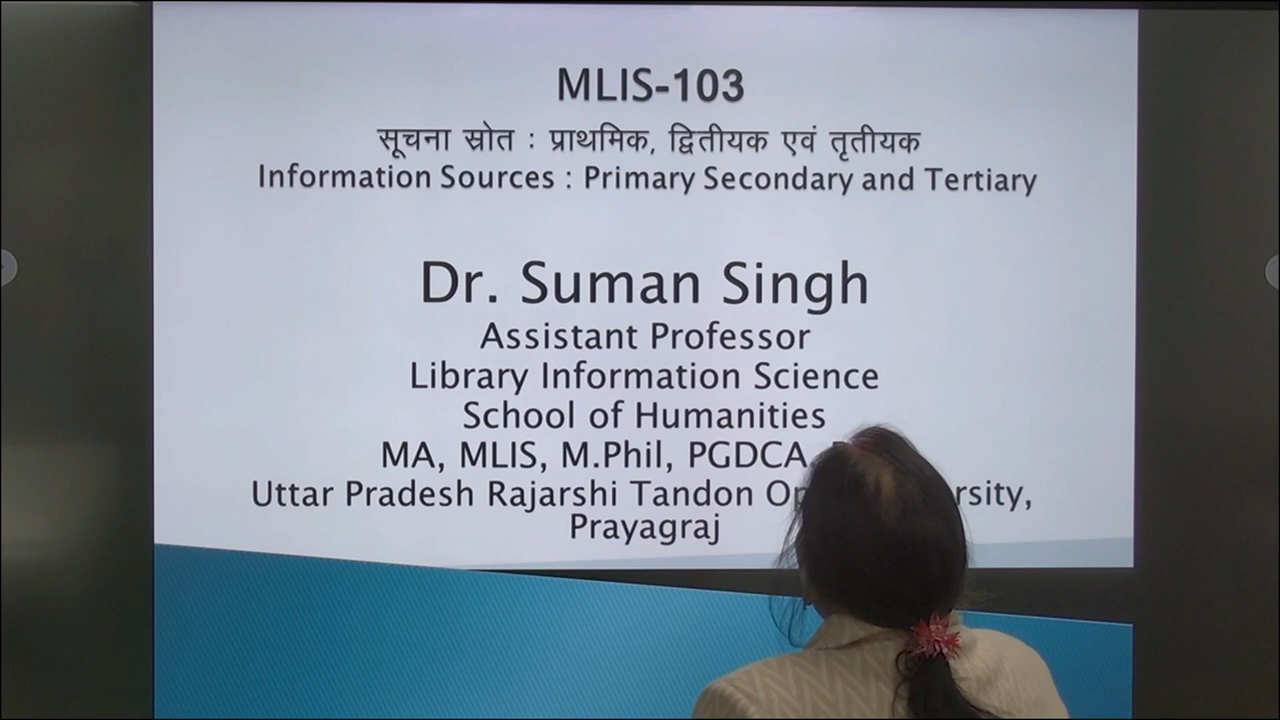 MLIS-103
सूचना स्रोत : प्राथमिक, द्वितीयक एवं तृतीयक
Information Sources : Primary Secondary and Tertiary
Dr. Suman Singh
Assistant Professor
Library Information Science
School of Humanities
MA, MLIS, M.Phil, PGDCA,
Uttar Pradesh Rajarshi Tandon
Prayagraj